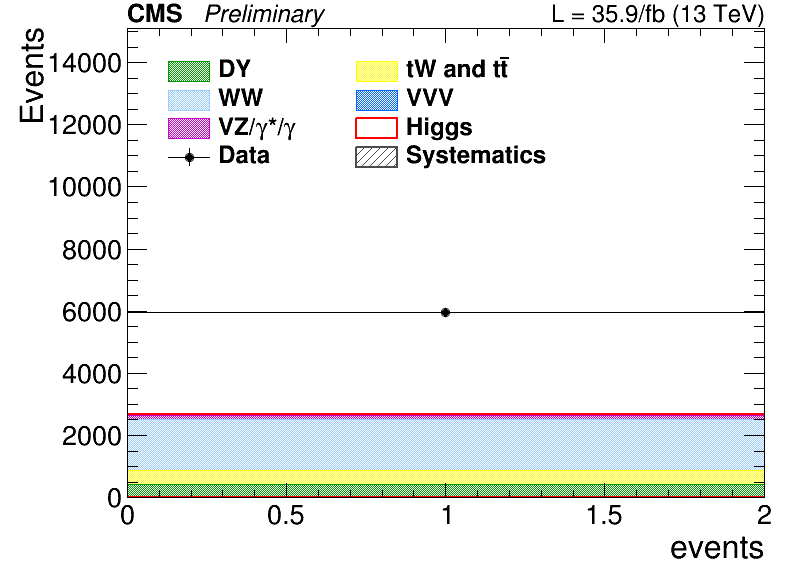 CMS Preliminary L = 35.9/fb (13 TeV)
Events
14000
12000
10000
8000
6000
4000
2000
0
DY tW and tt̄
WW VVV
VZ/γ*/γ Higgs
Data Systematics
0 0.5 1 1.5 2
events